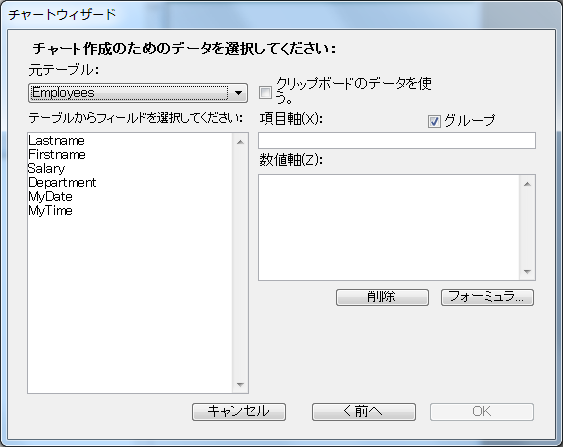 チャートウィザード
チャート作成のためのデータを選択してください:
元テーブル:
Employees
クリップボードのデータを使
う。
テーブルからフィールドを選択してください:
項目軸(X):
グループ
Lastname
Firstname
Salary
Department
MyDate
MyTime
数値軸(Z):
削除
フォーミュラ...
キャンセル
< 前へ
OK